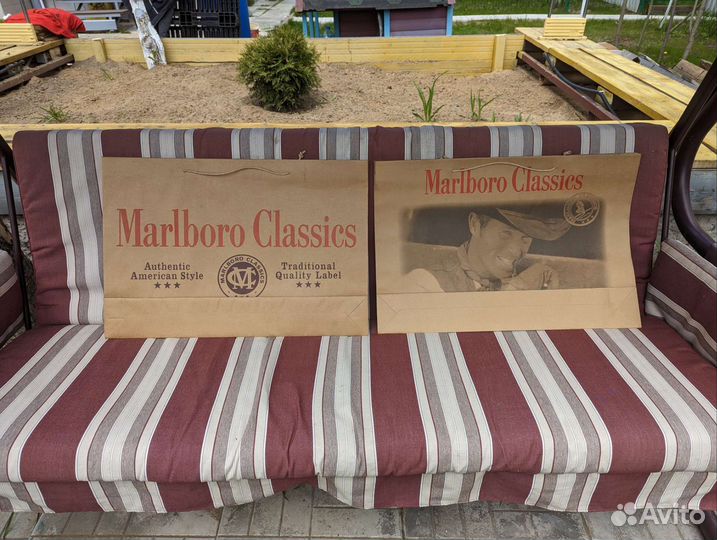 Marlboro Classics
Authentic
American Style
★★★
MARLBORO CLASSICS
MC
Traditional
Quality Label
★★★
Marlboro Classics
Avito